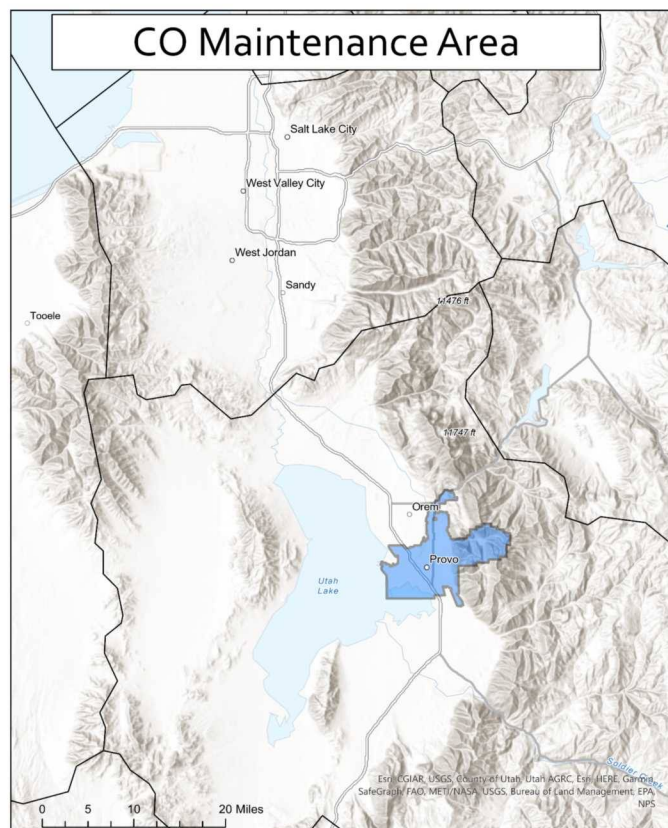 CO Maintenance Area
Salt Lake City
West Valley City
West Jordan
Sandy
Tooele
11476 ft
11747 ft
Orem
Provo
Utah
Lake
Soldier Creek
Esri, CGIAR, USGS, County of Utah, Utah AGRC, Esri, HERE, Garmin,
SafeGraph, FAO, METI/NASA, USGS, Bureau of Land Management, EPA,
NPS
0 5 10 20 Miles